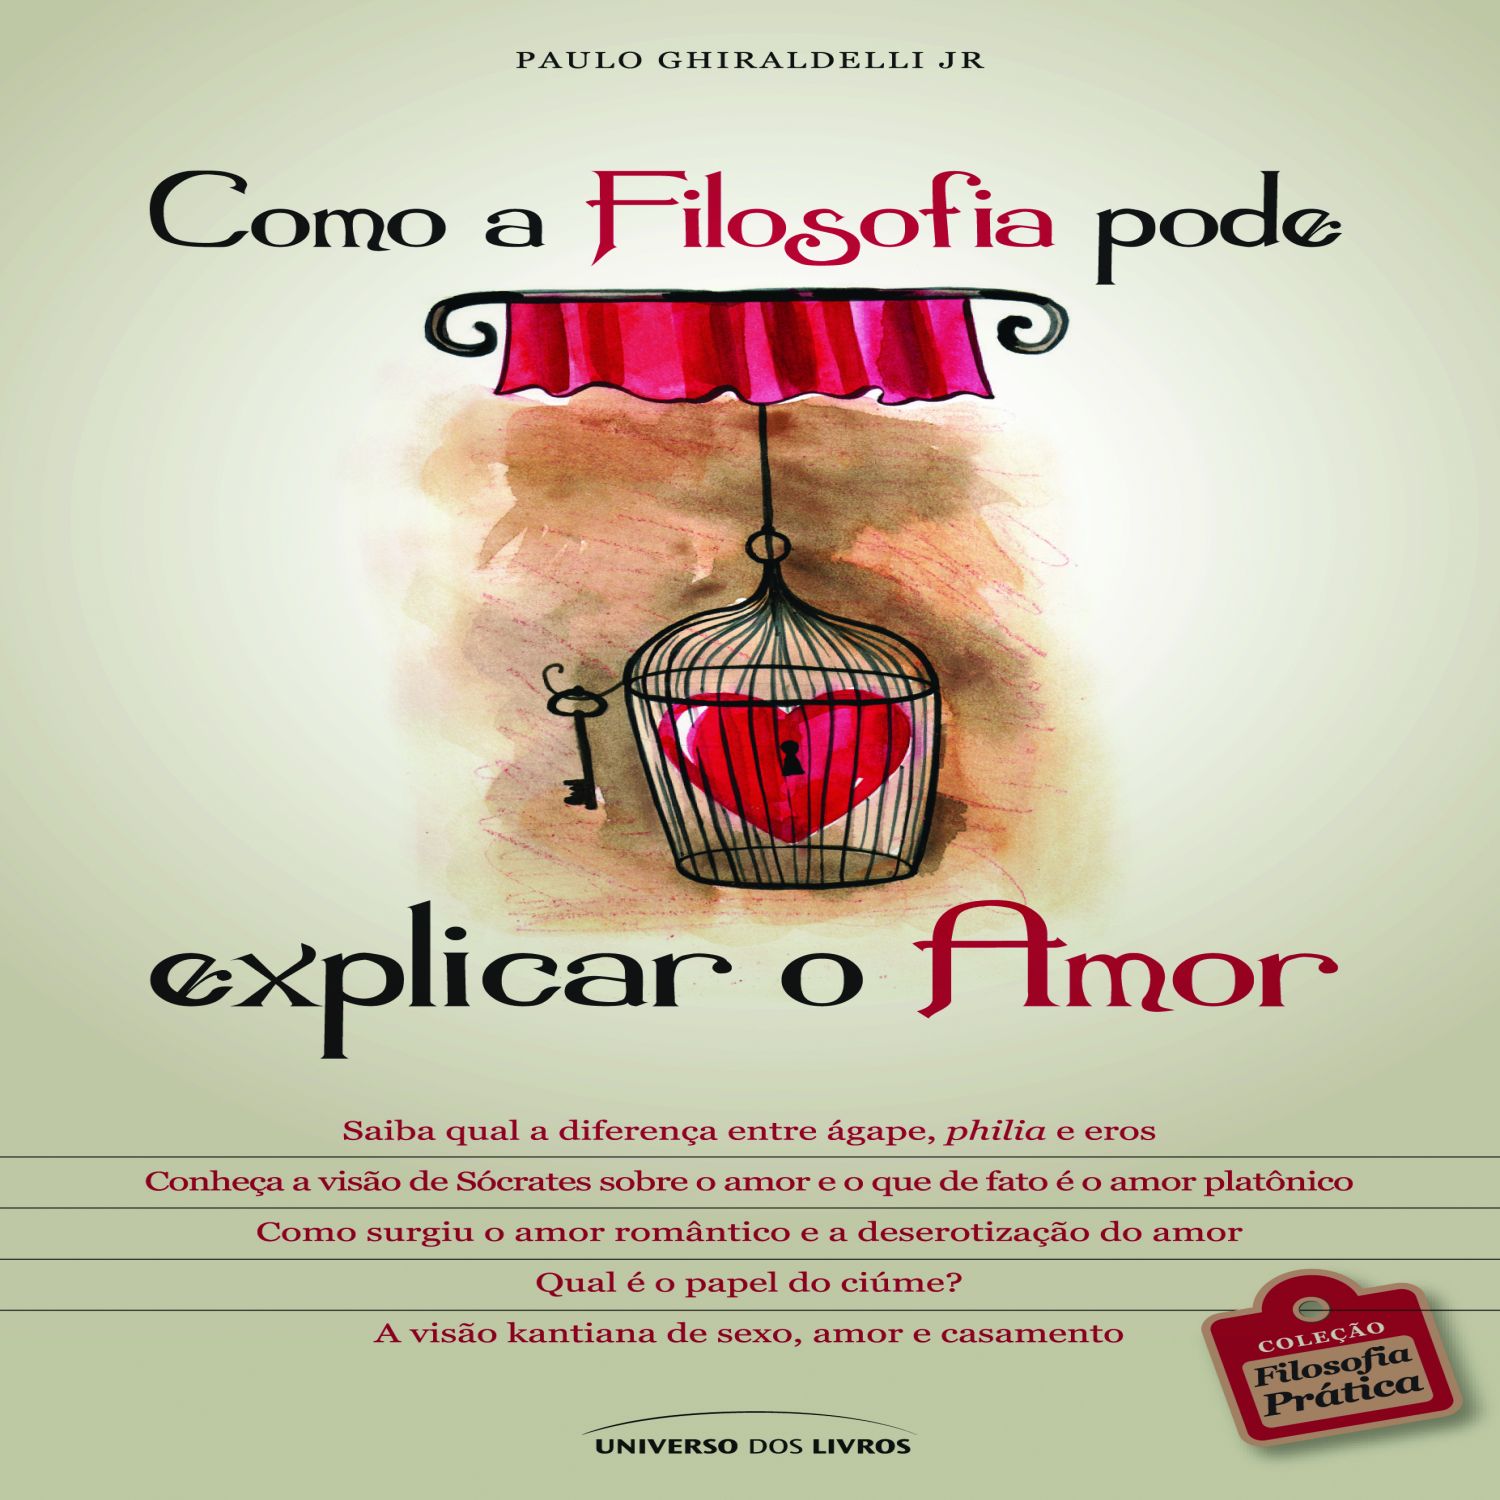 PAULO GHIRALDELLI JR
Como a Filosofia pode
explicar o Amor
Saiba qual a diferença entre ágape, philia e eros
Conheça a visão de Sócrates sobre o amor e o que de fato é o amor platônico
Como surgiu o amor romântico e a deserotização do amor
Qual é o papel do ciúme?
A visão kantiana de sexo, amor e casamento
COLEÇÃO
Filosofia
Prática
UNIVERSO DOS LIVROS